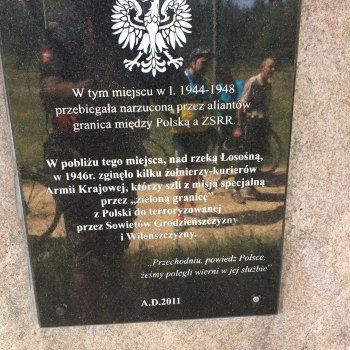 W tym miejscu w l. 1944-1948
przebiegała narzucona przez aliantów
granica między Polską a ZSRR.
W pobliżu tego miejsca, nad rzeką Łosośną,
w 1946r. zginęło kilku żołnierzy-kurierów
Armii Krajowej, którzy szli z misją specjalną
przez „zieloną granicę”
z Polski do terroryzowanej
przez Sowietów Grodzieńszczyzny
i Wileńszczyzny.
„Przechodniu, powiedz Polsce,
żeśmy polegli wierni w jej służbie”
A.D.2011